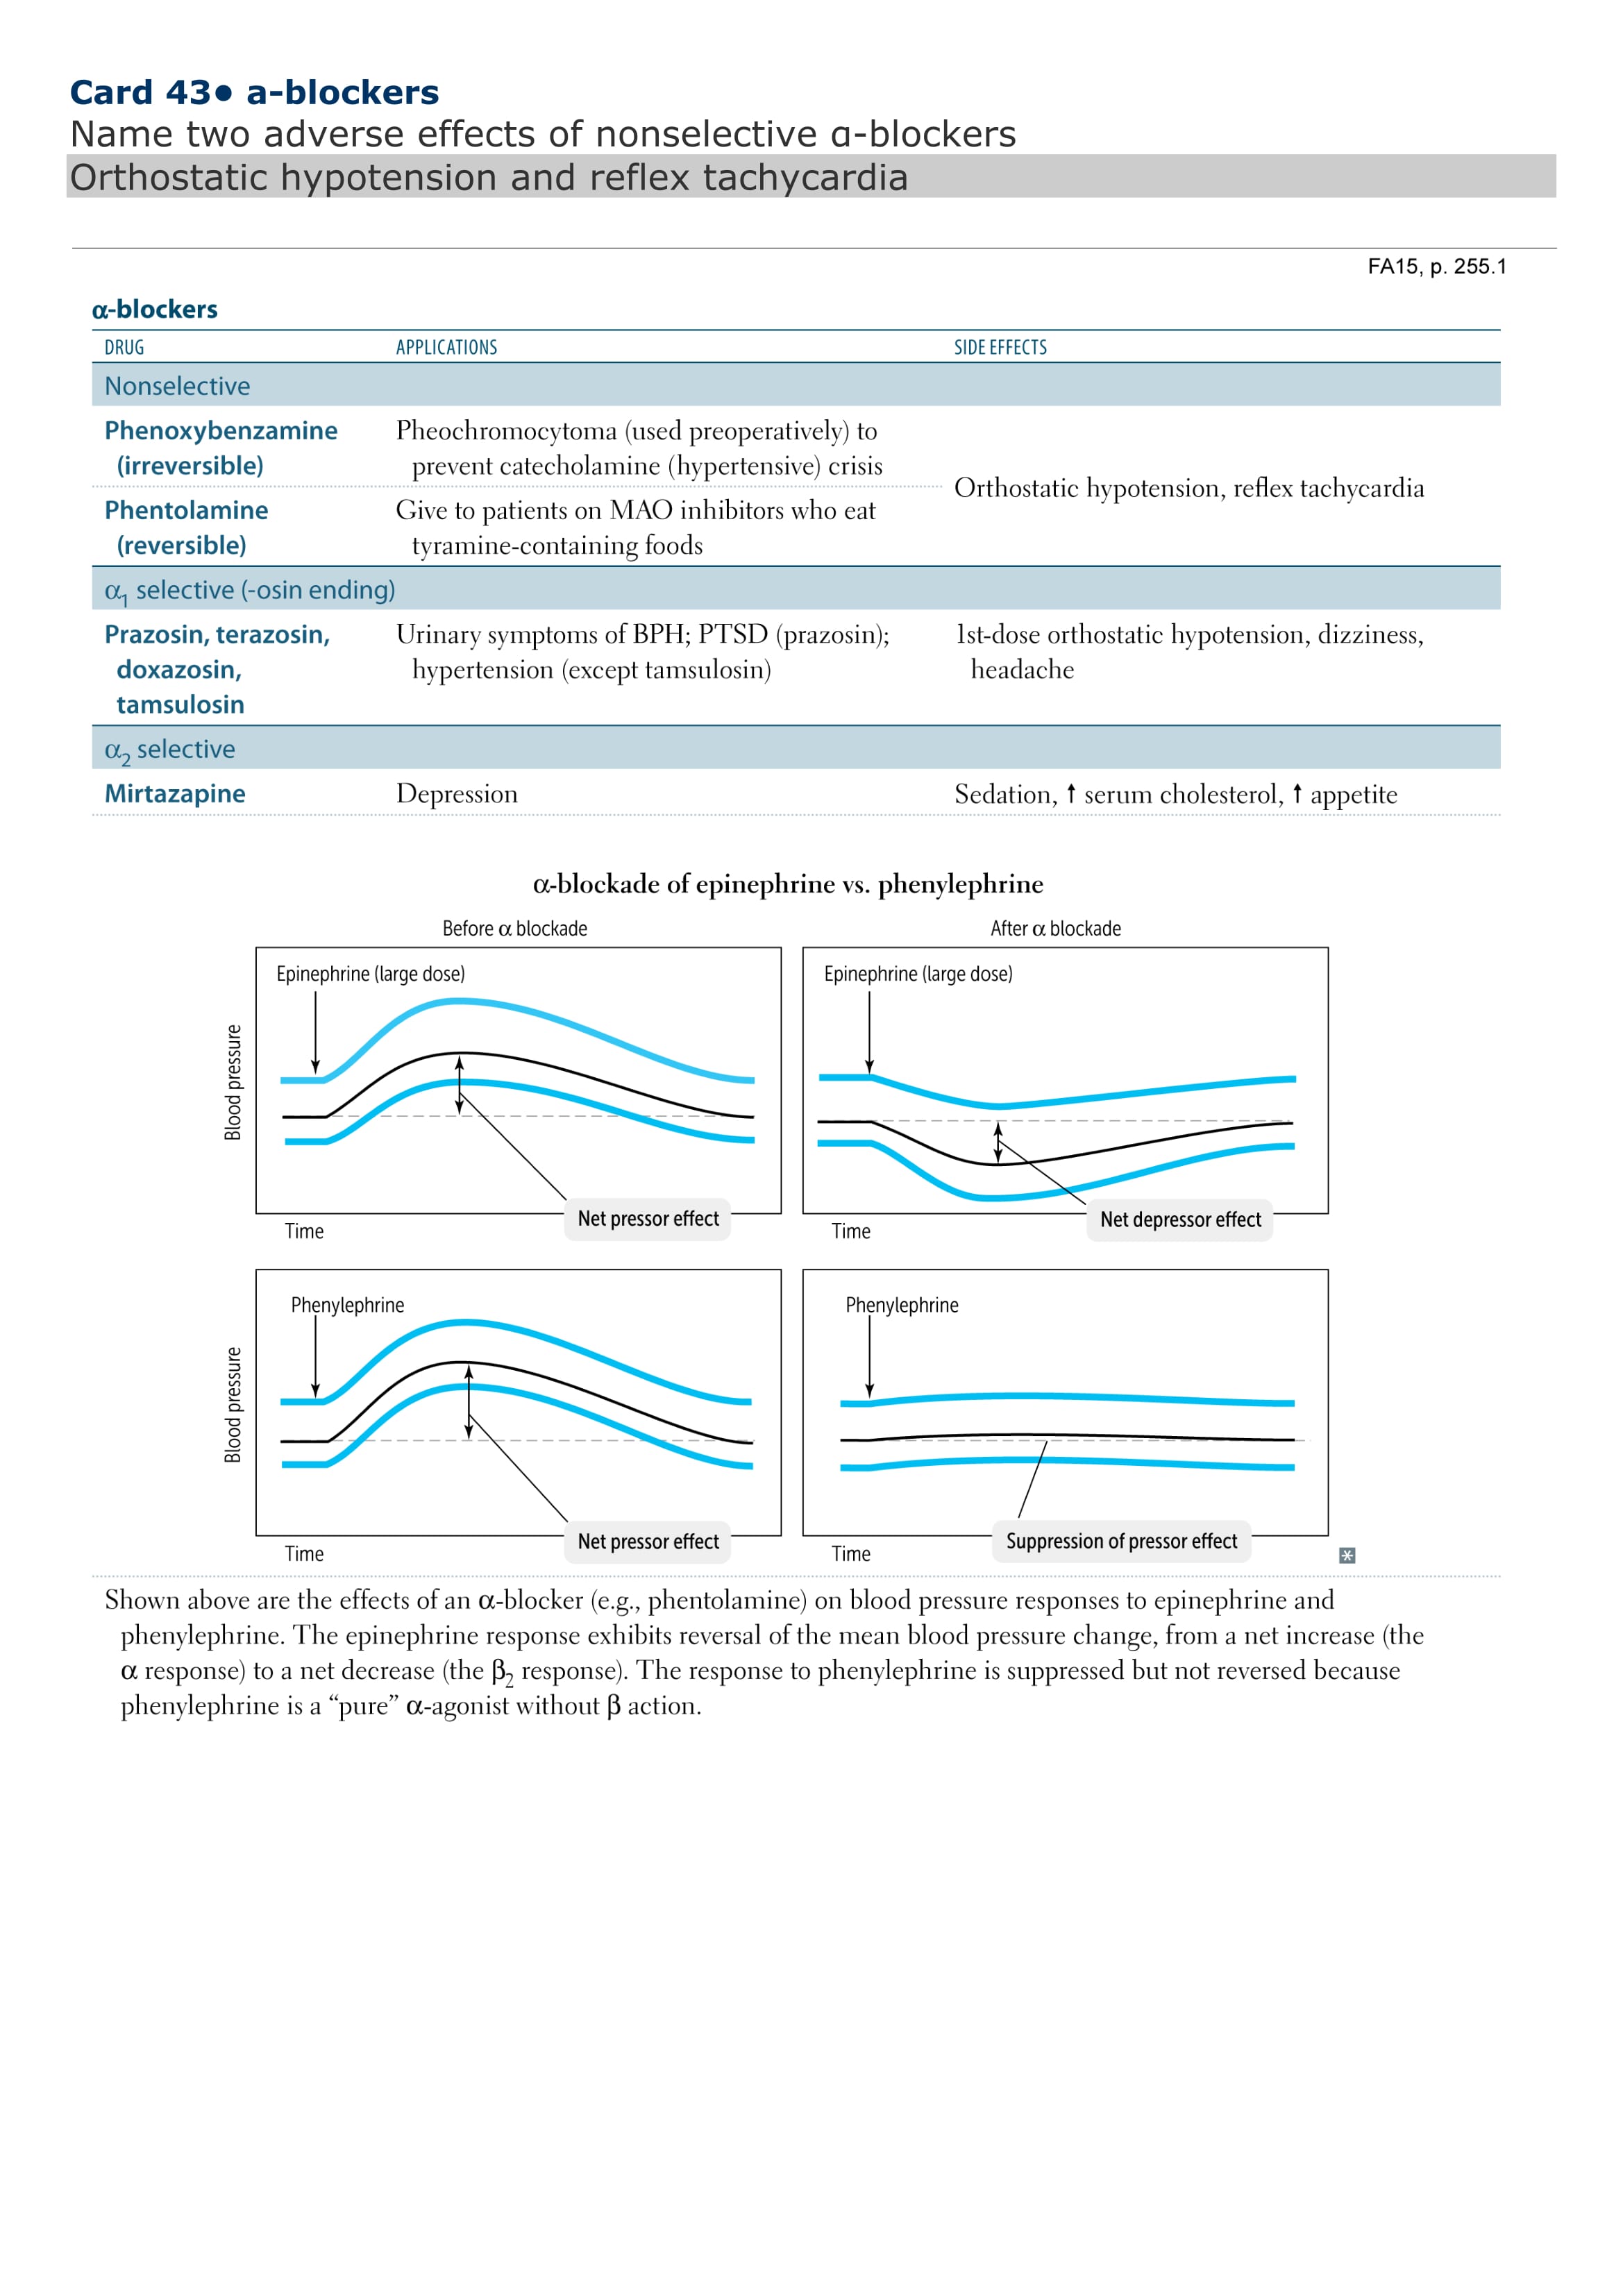 Card 43● a-blockers
Name two adverse effects of nonselective α-blockers
Orthostatic hypotension and reflex tachycardia
FA15, p. 255.1
α-blockers
DRUG APPLICATIONS SIDE EFFECTS
Nonselective
Phenoxybenzamine Pheochromocytoma (used preoperatively) to
(irreversible) prevent catecholamine (hypertensive) crisis
Orthostatic hypotension, reflex tachycardia
Phentolamine Give to patients on MAO inhibitors who eat
(reversible) tyramine-containing foods
α1 selective (-osin ending)
Prazosin, terazosin, Urinary symptoms of BPH; PTSD (prazosin); 1st-dose orthostatic hypotension, dizziness,
doxazosin, hypertension (except tamsulosin) headache
tamsulosin
α2 selective
Mirtazapine Depression Sedation, ↑ serum cholesterol, ↑ appetite
α-blockade of epinephrine vs. phenylephrine
Before α blockade After α blockade
Epinephrine (large dose) Epinephrine (large dose)
Blood pressure
Net pressor effect Net depressor effect
Time Time
Phenylephrine Phenylephrine
Blood pressure
Net pressor effect Suppression of pressor effect
Time Time
Shown above are the effects of an α-blocker (e.g., phentolamine) on blood pressure responses to epinephrine and
phenylephrine. The epinephrine response exhibits reversal of the mean blood pressure change, from a net increase (the
α response) to a net decrease (the β2 response). The response to phenylephrine is suppressed but not reversed because
phenylephrine is a “pure” α-agonist without β action.